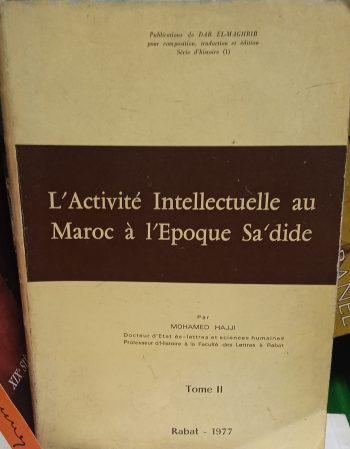 Publications de DAR EL-MAGHRIB
pour composition, traduction et édition
Série d'histoire (1)
L'Activité Intellectuelle au
Maroc à l'Epoque Sa'dide
Par
MOHAMED HAJJI
Docteur d'Etat ès-lettres et sciences humaines
Professeur d'Histoire à la Faculté des Lettres à Rabat
Tome II
Rabat - 1977
ANEL
XIXe